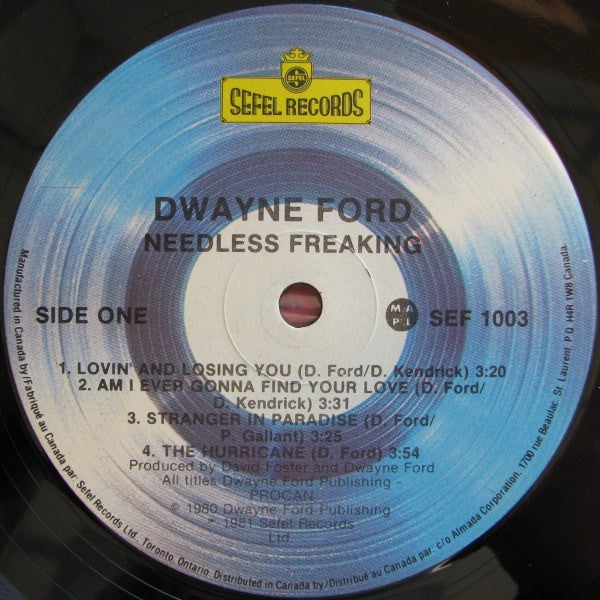 SEFEL
SEFEL RECORDS
DWAYNE FORD
NEEDLESS FREAKING
SIDE ONE
M A
P L
SEF 1003
1. LOVIN' AND LOSING YOU (D. Ford/D. Kendrick) 3:20
2. AM I EVER GONNA FIND YOUR LOVE (D. Ford/
D. Kendrick) 3:31
3. STRANGER IN PARADISE (D. Ford/
P. Gallant) 3:25
4. THE HURRICANE (D. Ford) 3:54
Produced by David Foster and Dwayne Ford
All titles Dwayne Ford Publishing -
PROCAN
℗ 1980 Dwayne Ford Publishing
℗ 1981 Sefel Records
Ltd.
Manufactured in Canada by/Fabriqué au Canada par: Sefel Records Ltd. Toronto, Ontario. Distributed in Canada by/Distribué au Canada par: c/o Almada Corporation, 1700 rue Beaulac, St. Laurent, P.Q. H4R 1W8 Canada.